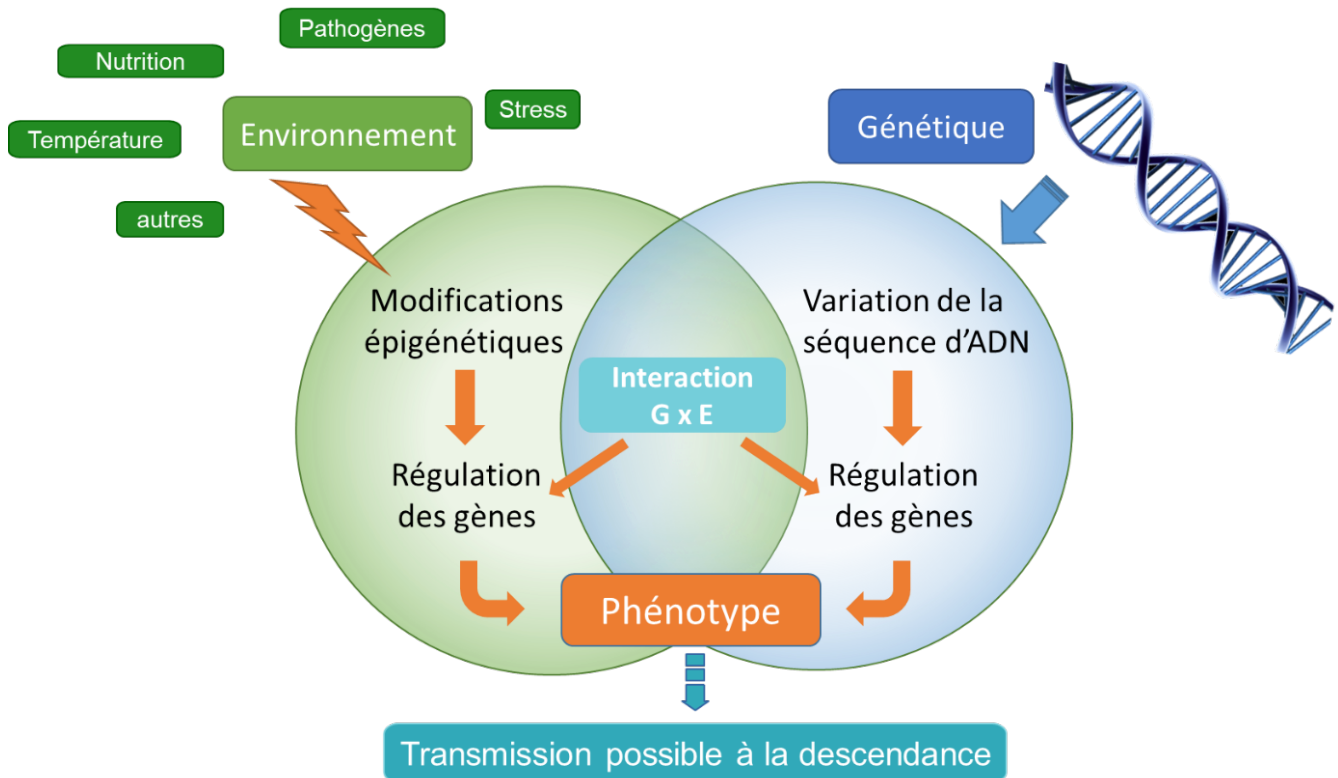 Pathogènes
Nutrition
Stress
Température
Environnement
autres
Génétique
Modifications
épigénétiques
Variation de la
séquence d’ADN
Interaction
G x E
Régulation
des gènes
Régulation
des gènes
Phénotype
Transmission possible à la descendance